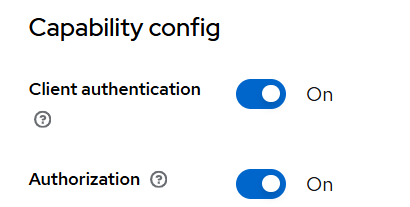 Capability config
Client authentication
On
Authorization
On